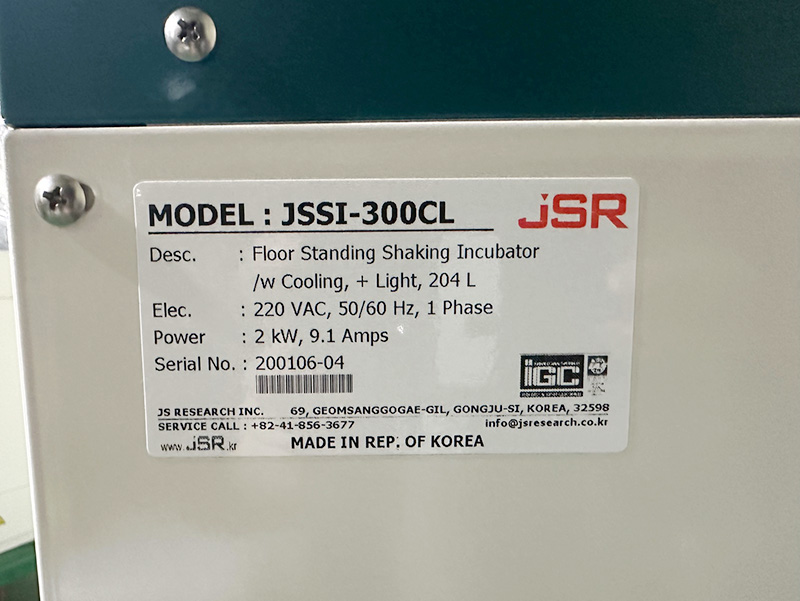 MODEL : JSSI-300CL
JSR
Desc. : Floor Standing Shaking Incubator
/w Cooling, + Light, 204 L
Elec. : 220 VAC, 50/60 Hz, 1 Phase
Power : 2 kW, 9.1 Amps
Serial No. : 200106-04
IGC
JS RESEARCH INC. 69, GEOMSANGGOGAE-GIL, GONGJU-SI, KOREA, 32598
SERVICE CALL : +82-41-856-3677 info@jsresearch.co.kr
www.JSR.kr MADE IN REP. OF KOREA